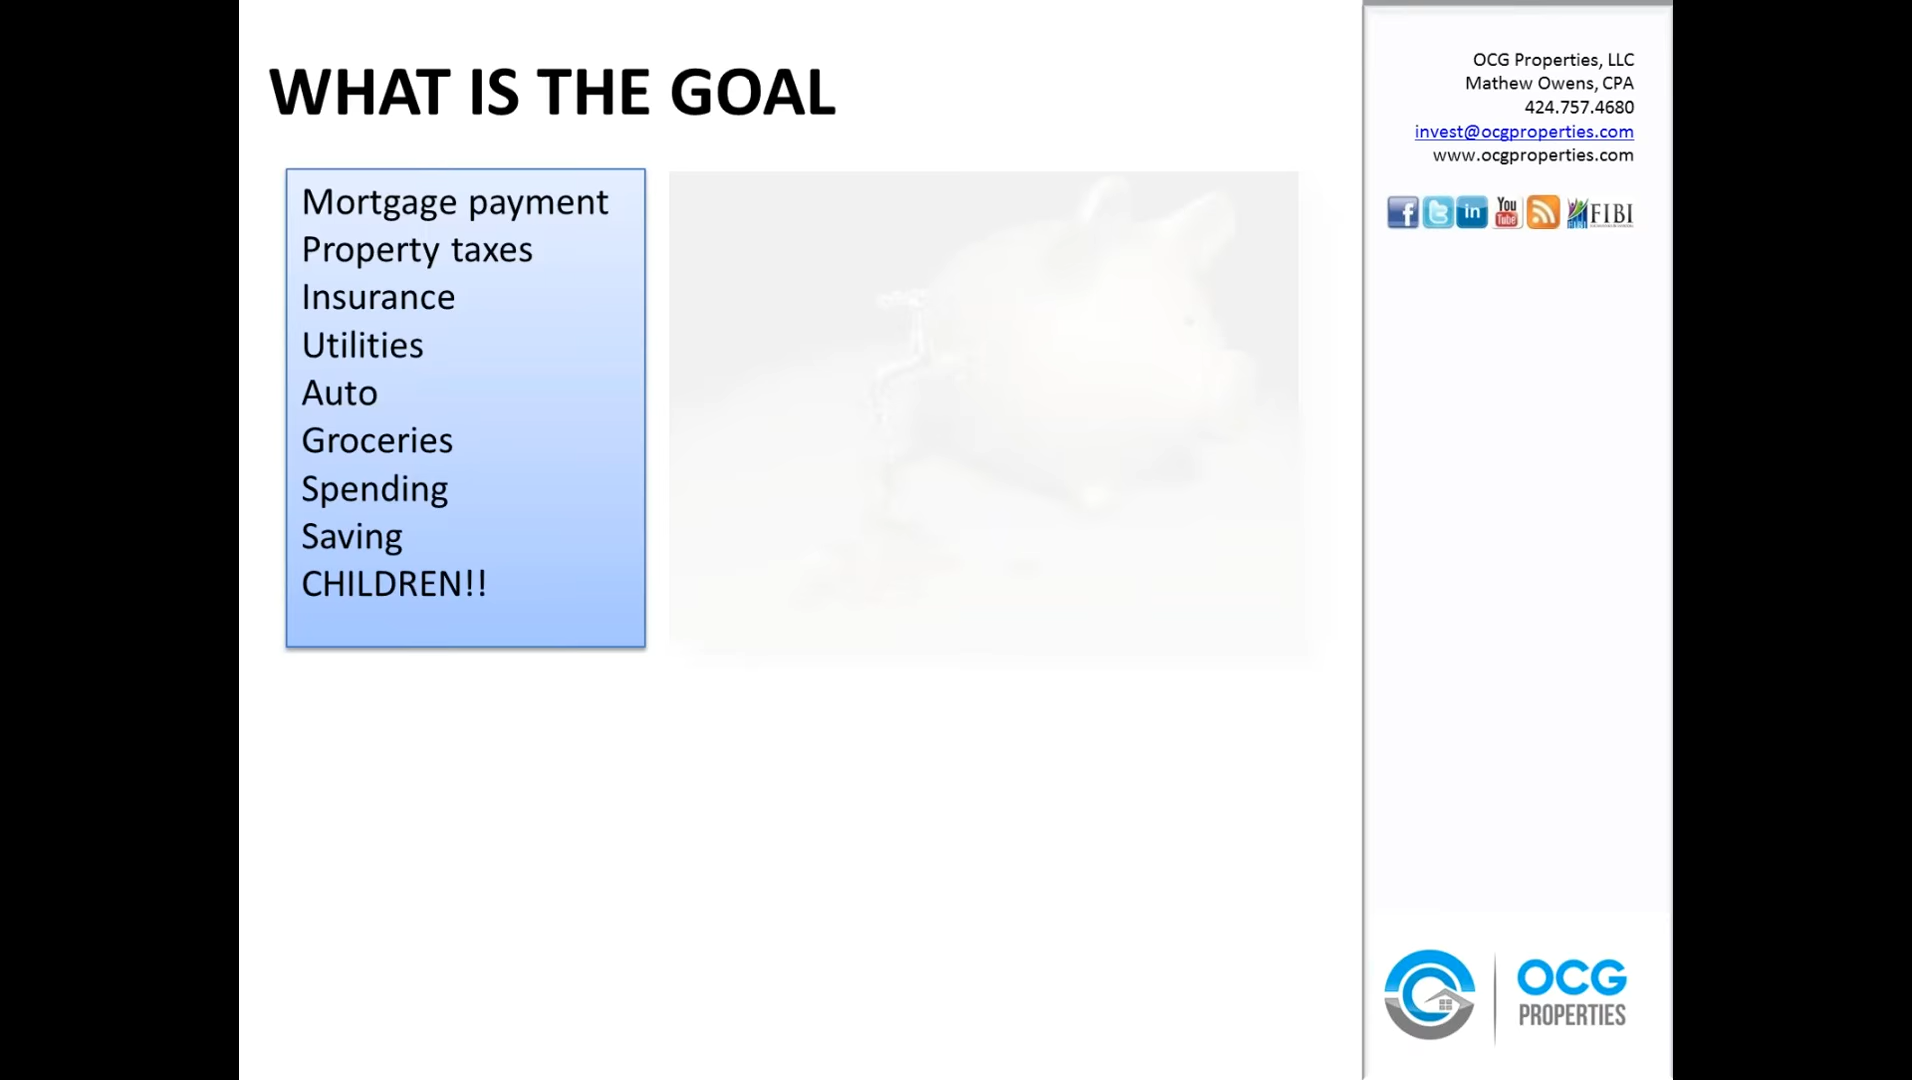 WHAT IS THE GOAL
Mortgage payment
Property taxes
Insurance
Utilities
Auto
Groceries
Spending
Saving
CHILDREN!!
OCG Properties, LLC
Mathew Owens, CPA
424.757.4680
invest@ocgproperties.com
www.ocgproperties.com
f t in You Tube FIBI
OCG
PROPERTIES